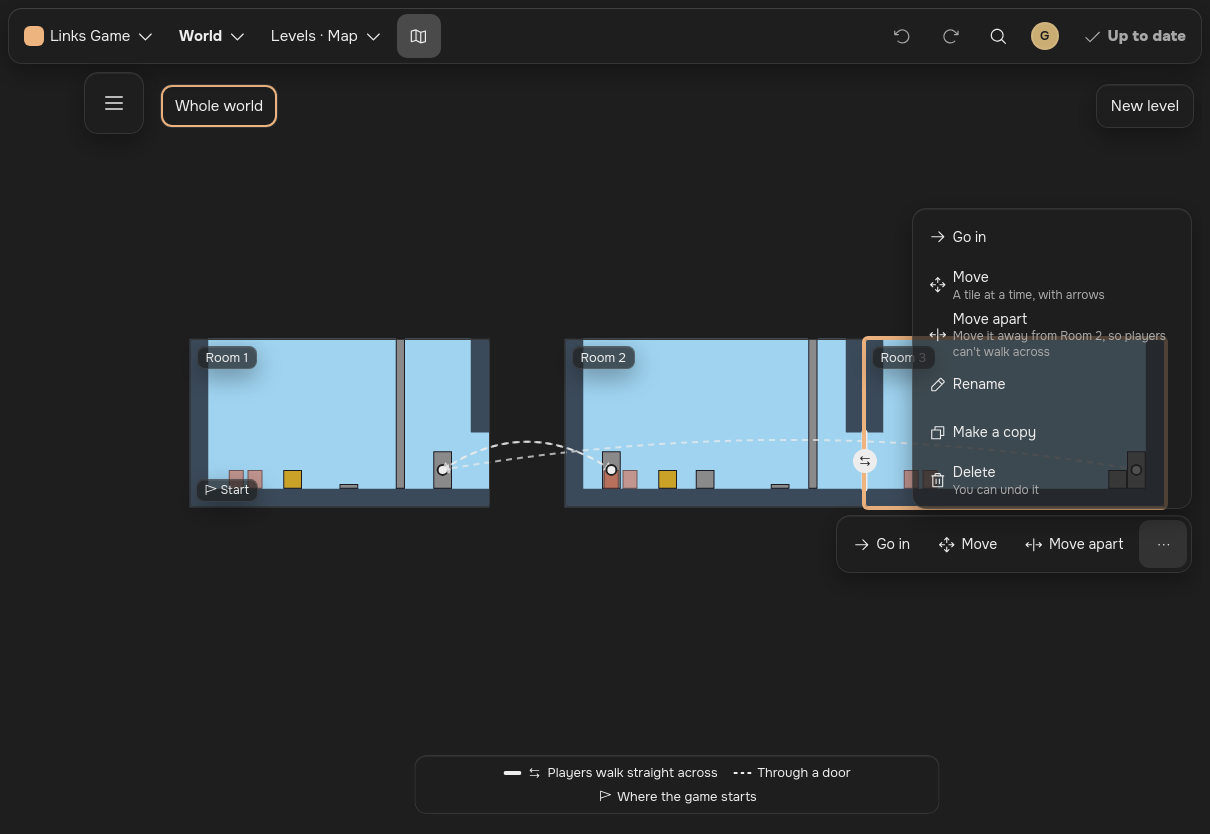 Links Game
World
Levels · Map
G
Up to date
Whole world
New level
Go in
Move
A tile at a time, with arrows
Move apart
Move it away from Room 2, so players
can't walk across
Rename
Make a copy
Delete
You can undo it
Room 1
Room 2
Room 3
Start
Go in
Move
Move apart
...
Players walk straight across
Through a door
Where the game starts